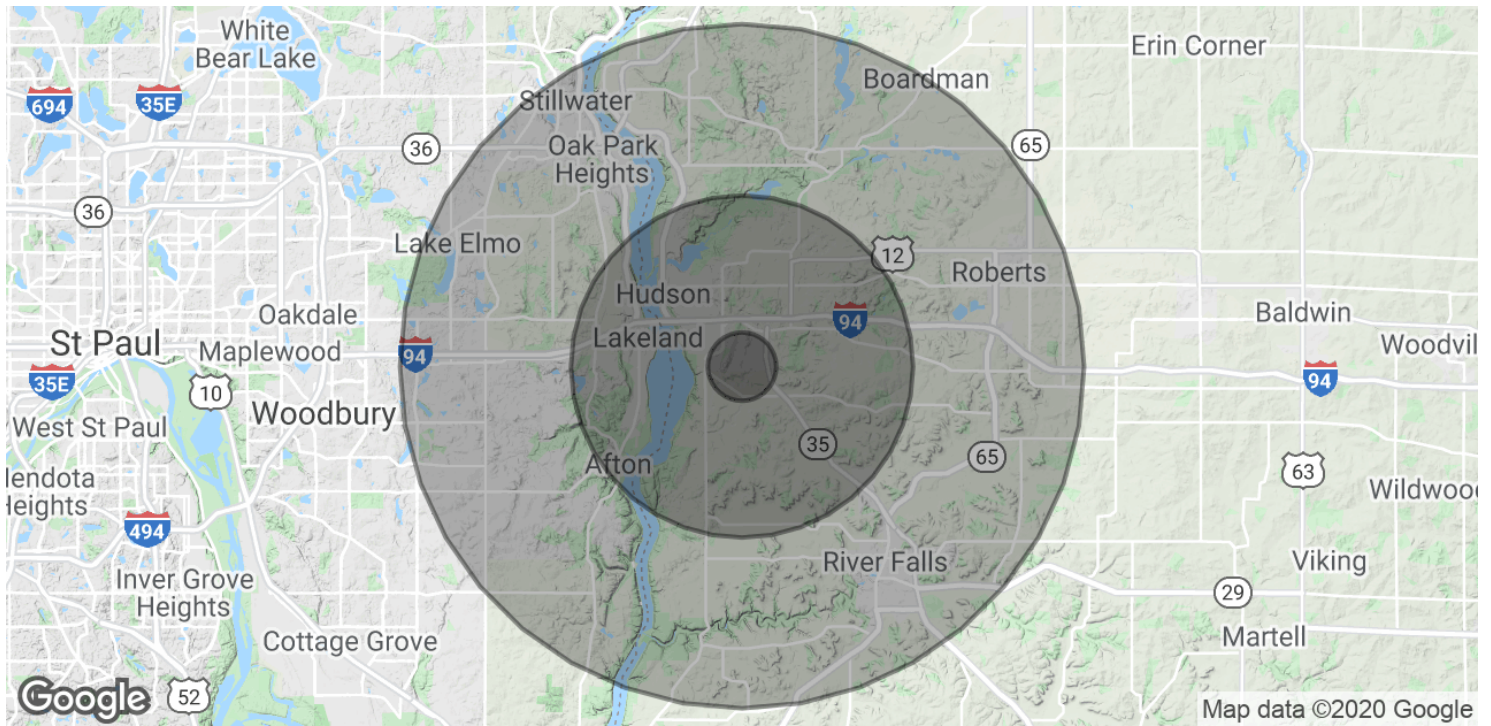 White
Bear Lake
Erin Corner
Boardman
694
35E
Stillwater
36
Oak Park
Heights
65
36
Lake Elmo
12
Roberts
Hudson
Oakdale
94
Baldwin
St Paul
Maplewood
94
Lakeland
Woodvil
35E
10
94
Woodbury
West St Paul
35
65
Afton
63
Mendota
Heights
Wildwood
494
River Falls
Viking
Inver Grove
Heights
29
Cottage Grove
Martell
52
Google
Map data ©2020 Google